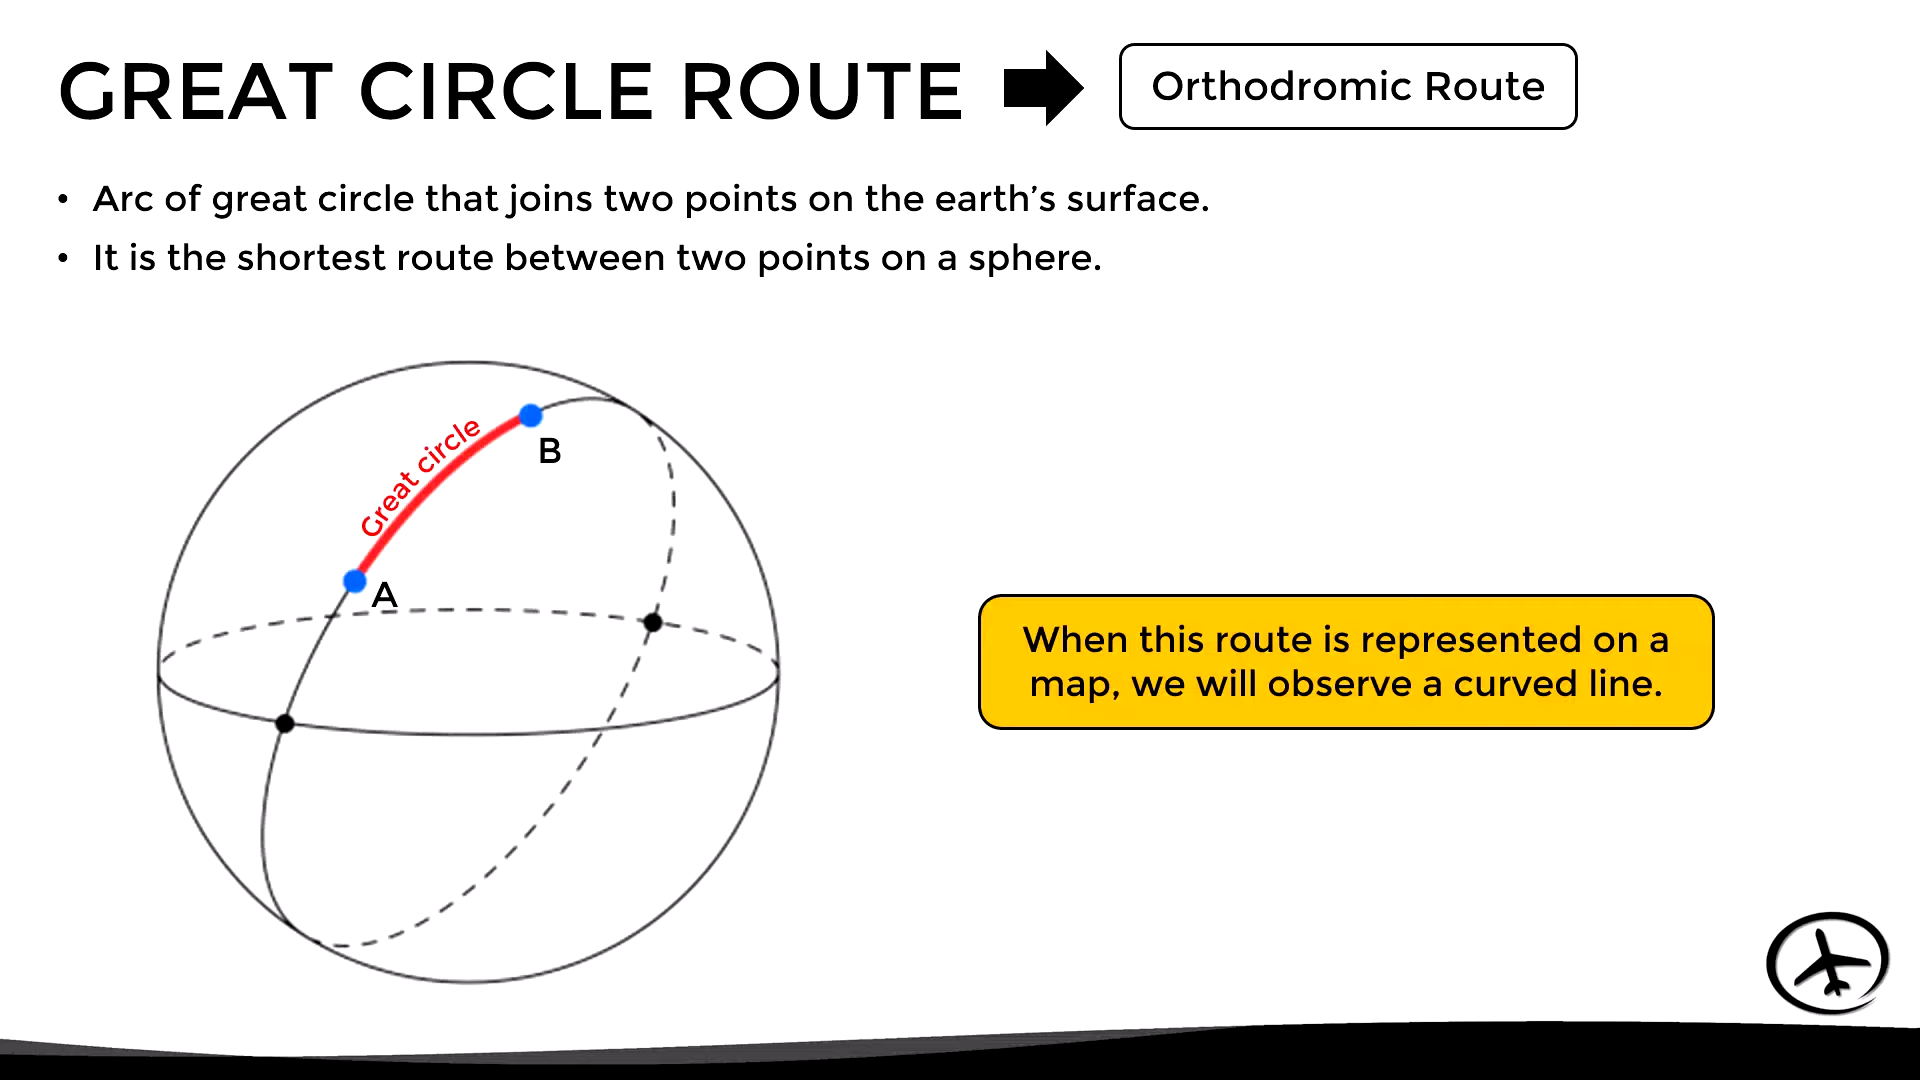 GREAT CIRCLE ROUTE
Orthodromic Route
• Arc of great circle that joins two points on the earth’s surface.
• It is the shortest route between two points on a sphere.
Great circle
B
A
When this route is represented on a
map, we will observe a curved line.